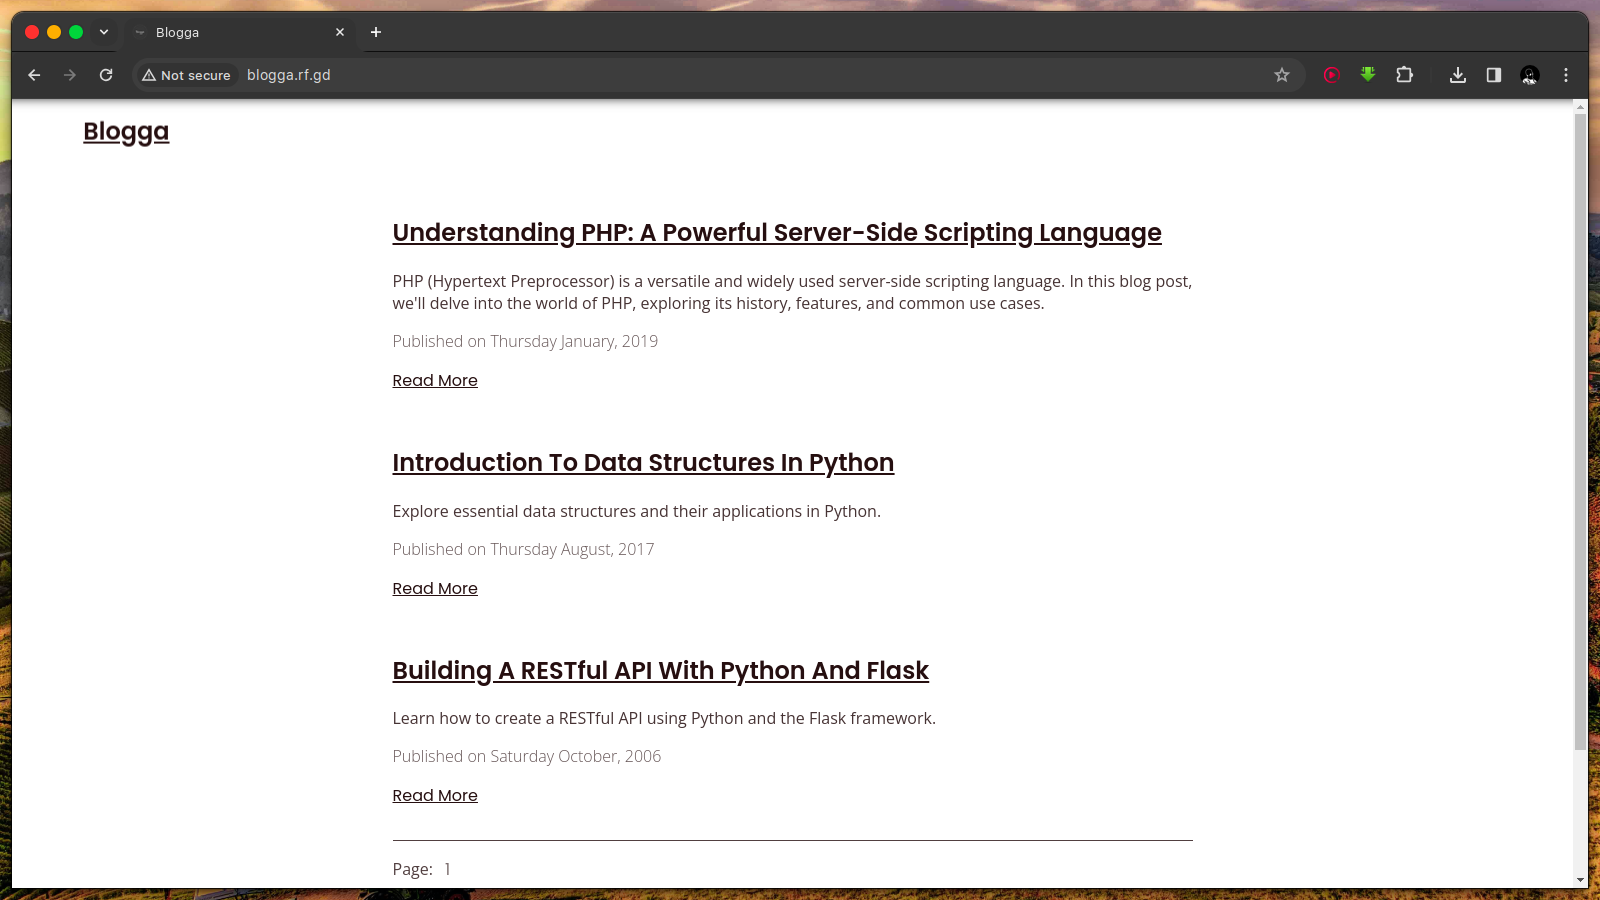 Blogga
Not secure
blogga.rf.gd
Blogga
Understanding PHP: A Powerful Server-Side Scripting Language
PHP (Hypertext Preprocessor) is a versatile and widely used server-side scripting language. In this blog post,
we'll delve into the world of PHP, exploring its history, features, and common use cases.
Published on Thursday January, 2019
Read More
Introduction To Data Structures In Python
Explore essential data structures and their applications in Python.
Published on Thursday August, 2017
Read More
Building A RESTful API With Python And Flask
Learn how to create a RESTful API using Python and the Flask framework.
Published on Saturday October, 2006
Read More
Page: 1